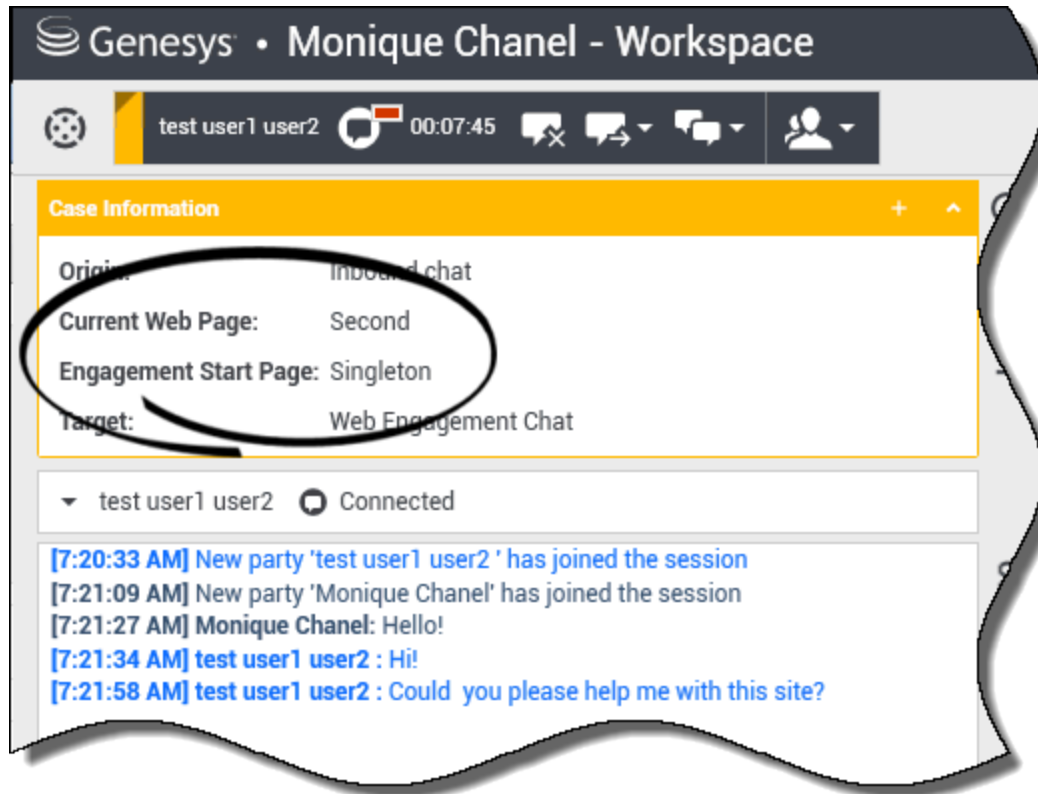 Genesys • Monique Chanel - Workspace
test user1 user2 00:07:45
Case Information
Origin: Inbound chat
Current Web Page: Second
Engagement Start Page: Singleton
Target: Web Engagement Chat
test user1 user2 Connected
[7:20:33 AM] New party 'test user1 user2 ' has joined the session
[7:21:09 AM] New party 'Monique Chanel' has joined the session
[7:21:27 AM] Monique Chanel: Hello!
[7:21:34 AM] test user1 user2 : Hi!
[7:21:58 AM] test user1 user2 : Could  you please help me with this site?